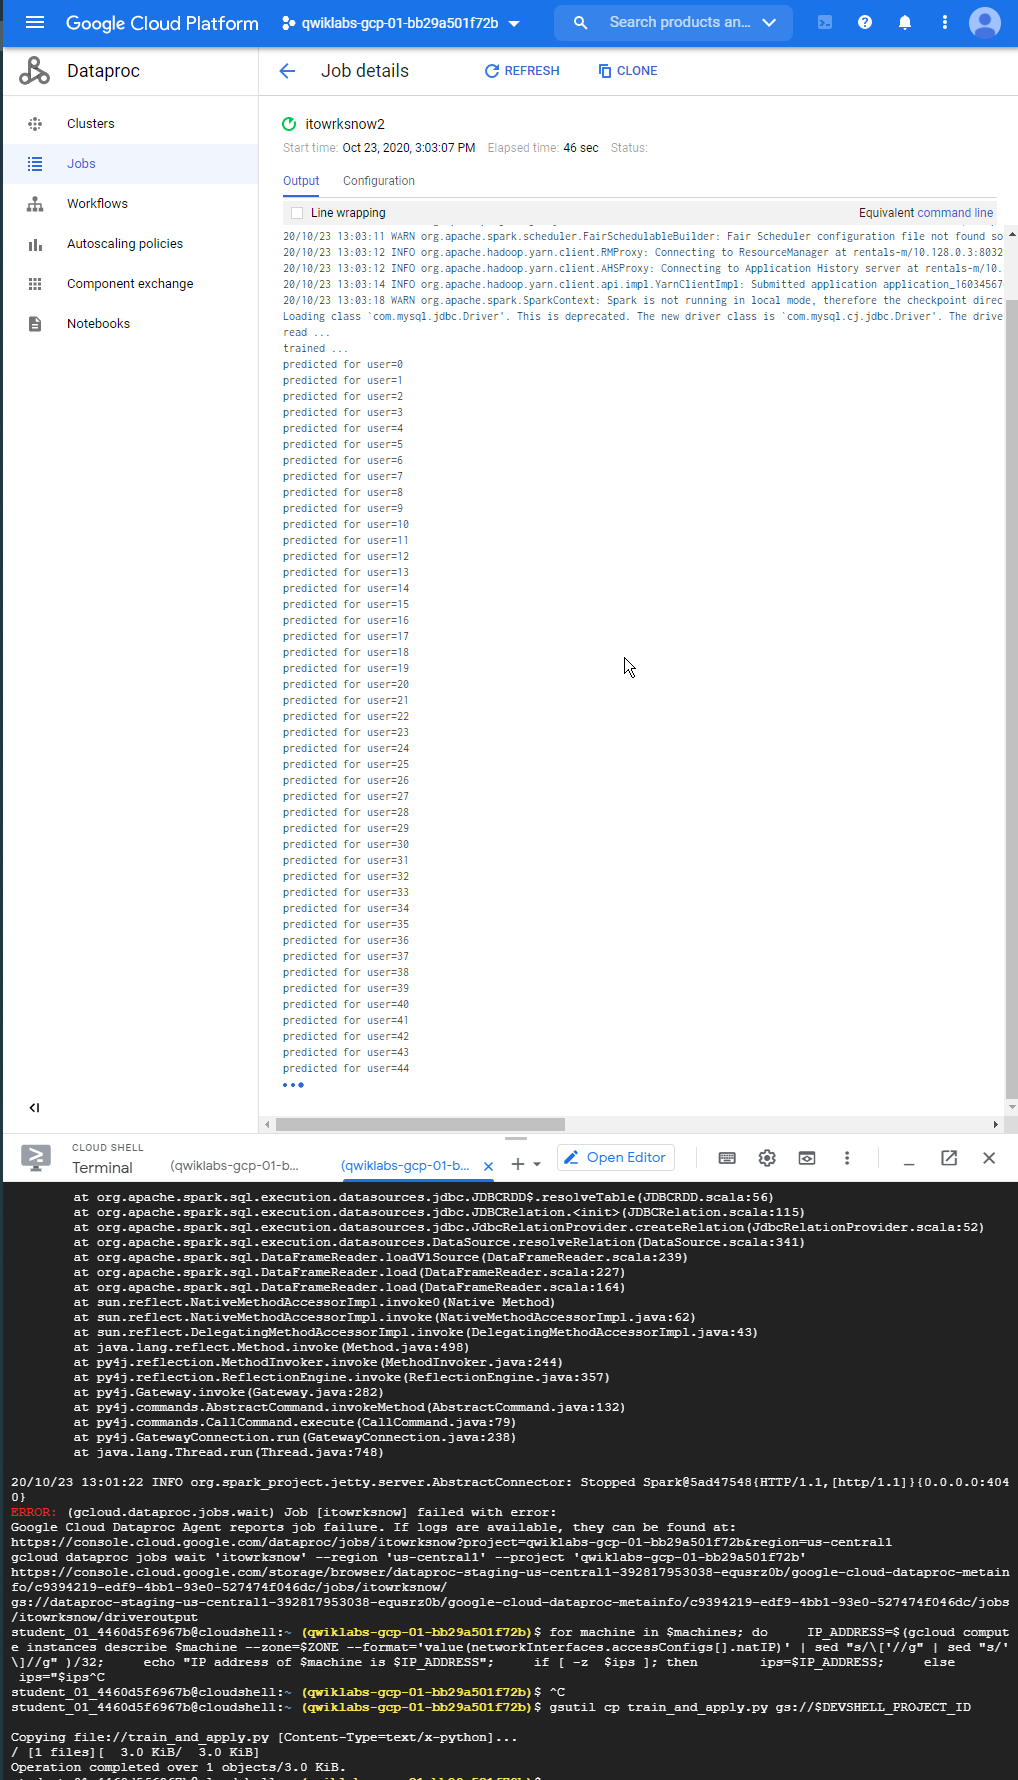 Google Cloud Platform
qwiklabs-gcp-01-bb29a501f72b
Search products an...
Dataproc
Job details
REFRESH
CLONE
Clusters
Jobs
Workflows
Autoscaling policies
Component exchange
Notebooks
itowrksnow2
Start time: Oct 23, 2020, 3:03:07 PM Elapsed time: 46 sec Status:
Output Configuration
Line wrapping
Equivalent command line
20/10/23 13:03:11 WARN org.apache.spark.scheduler.FairSchedulableBuilder: Fair Scheduler configuration file not found so
20/10/23 13:03:12 INFO org.apache.hadoop.yarn.client.RMProxy: Connecting to ResourceManager at rentals-m/10.128.0.3:8032
20/10/23 13:03:12 INFO org.apache.hadoop.yarn.client.AHSProxy: Connecting to Application History server at rentals-m/10.
20/10/23 13:03:14 INFO org.apache.hadoop.yarn.client.api.impl.YarnClientImpl: Submitted application application_16034567
20/10/23 13:03:18 WARN org.apache.spark.SparkContext: Spark is not running in local mode, therefore the checkpoint direc
Loading class `com.mysql.jdbc.Driver'. This is deprecated. The new driver class is `com.mysql.cj.jdbc.Driver'. The drive
read ...
trained ...
predicted for user=0
predicted for user=1
predicted for user=2
predicted for user=3
predicted for user=4
predicted for user=5
predicted for user=6
predicted for user=7
predicted for user=8
predicted for user=9
predicted for user=10
predicted for user=11
predicted for user=12
predicted for user=13
predicted for user=14
predicted for user=15
predicted for user=16
predicted for user=17
predicted for user=18
predicted for user=19
predicted for user=20
predicted for user=21
predicted for user=22
predicted for user=23
predicted for user=24
predicted for user=25
predicted for user=26
predicted for user=27
predicted for user=28
predicted for user=29
predicted for user=30
predicted for user=31
predicted for user=32
predicted for user=33
predicted for user=34
predicted for user=35
predicted for user=36
predicted for user=37
predicted for user=38
predicted for user=39
predicted for user=40
predicted for user=41
predicted for user=42
predicted for user=43
predicted for user=44
CLOUD SHELL
Terminal
(qwiklabs-gcp-01-b...
(qwiklabs-gcp-01-b...
Open Editor
at org.apache.spark.sql.execution.datasources.jdbc.JDBCRDD$.resolveTable(JDBCRDD.scala:56)
at org.apache.spark.sql.execution.datasources.jdbc.JDBCRelation.<init>(JDBCRelation.scala:115)
at org.apache.spark.sql.execution.datasources.jdbc.JdbcRelationProvider.createRelation(JdbcRelationProvider.scala:52)
at org.apache.spark.sql.execution.datasources.DataSource.resolveRelation(DataSource.scala:341)
at org.apache.spark.sql.DataFrameReader.loadV1Source(DataFrameReader.scala:239)
at org.apache.spark.sql.DataFrameReader.load(DataFrameReader.scala:227)
at org.apache.spark.sql.DataFrameReader.load(DataFrameReader.scala:164)
at sun.reflect.NativeMethodAccessorImpl.invoke0(Native Method)
at sun.reflect.NativeMethodAccessorImpl.invoke(NativeMethodAccessorImpl.java:62)
at sun.reflect.DelegatingMethodAccessorImpl.invoke(DelegatingMethodAccessorImpl.java:43)
at java.lang.reflect.Method.invoke(Method.java:498)
at py4j.reflection.MethodInvoker.invoke(MethodInvoker.java:244)
at py4j.reflection.ReflectionEngine.invoke(ReflectionEngine.java:357)
at py4j.Gateway.invoke(Gateway.java:282)
at py4j.commands.AbstractCommand.invokeMethod(AbstractCommand.java:132)
at py4j.commands.CallCommand.execute(CallCommand.java:79)
at py4j.GatewayConnection.run(GatewayConnection.java:238)
at java.lang.Thread.run(Thread.java:748)
20/10/23 13:01:22 INFO org.spark_project.jetty.server.AbstractConnector: Stopped Spark@5ad47548{HTTP/1.1,[http/1.1]}{0.0.0.0:404
0}
ERROR: (gcloud.dataproc.jobs.wait) Job [itowrksnow] failed with error:
Google Cloud Dataproc Agent reports job failure. If logs are available, they can be found at:
https://console.cloud.google.com/dataproc/jobs/itowrksnow?project=qwiklabs-gcp-01-bb29a501f72b&region=us-central1
gcloud dataproc jobs wait 'itowrksnow' --region 'us-central1' --project 'qwiklabs-gcp-01-bb29a501f72b'
https://console.cloud.google.com/storage/browser/dataproc-staging-us-central1-392817953038-equsrz0b/google-cloud-dataproc-metain
fo/c9394219-edf9-4bb1-93e0-527474f046dc/jobs/itowrksnow/
gs://dataproc-staging-us-central1-392817953038-equsrz0b/google-cloud-dataproc-metainfo/c9394219-edf9-4bb1-93e0-527474f046dc/jobs
/itowrksnow/driveroutput
student_01_4460d5f6967b@cloudshell:~ (qwiklabs-gcp-01-bb29a501f72b)$ for machine in $machines; do IP_ADDRESS=$(gcloud comput
e instances describe $machine --zone=$ZONE --format='value(networkInterfaces.accessConfigs[].natIP)' | sed "s/\['//g" | sed "s/'
\]//g" )/32; echo "IP address of $machine is $IP_ADDRESS"; if [ -z $ips ]; then ips=$IP_ADDRESS; else
ips="$ips^C
student_01_4460d5f6967b@cloudshell:~ (qwiklabs-gcp-01-bb29a501f72b)$ ^C
student_01_4460d5f6967b@cloudshell:~ (qwiklabs-gcp-01-bb29a501f72b)$ gsutil cp train_and_apply.py gs://$DEVSHELL_PROJECT_ID
Copying file://train_and_apply.py [Content-Type=text/x-python]...
/ [1 files][ 3.0 KiB/ 3.0 KiB]
Operation completed over 1 objects/3.0 KiB.